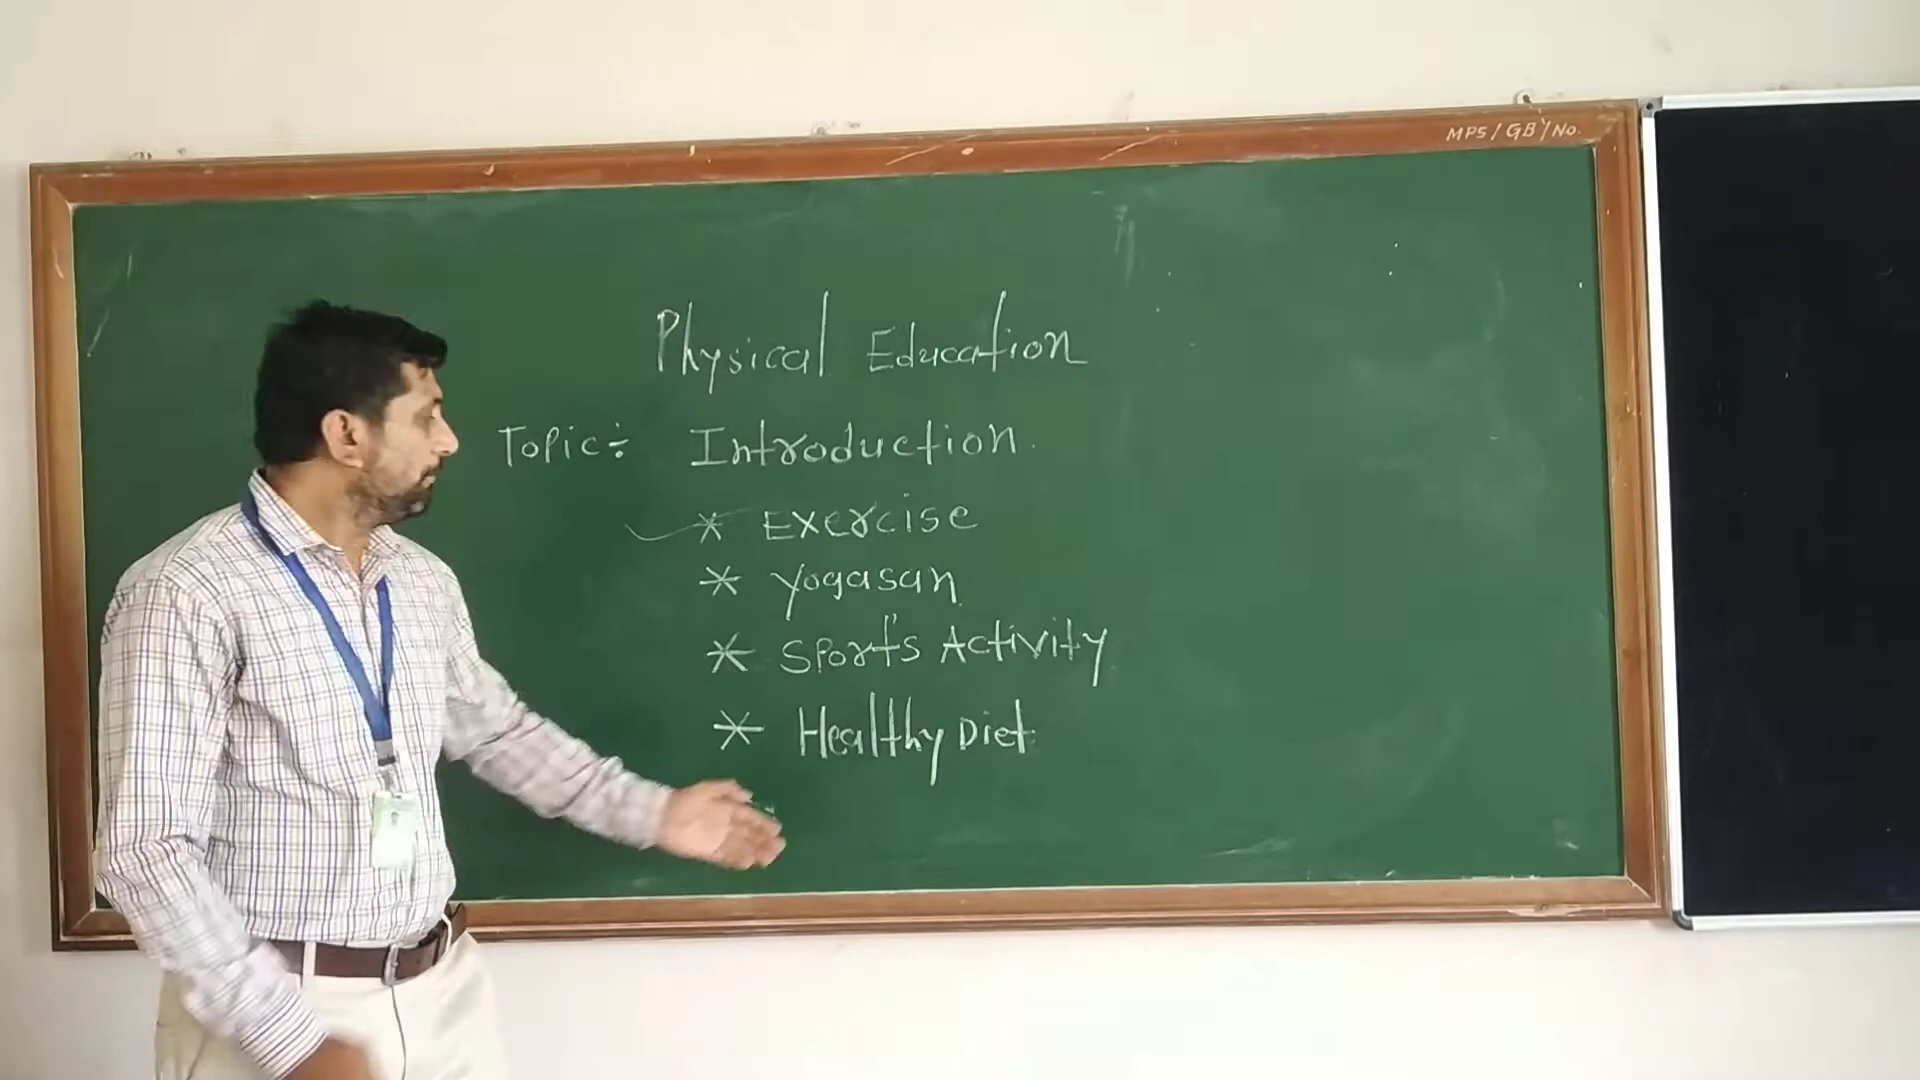 MPS/GB/No.
Physical Education
Topic÷ Introduction.
* Exercise
* Yogasan
* Sport's Activity
* Healthy Diet